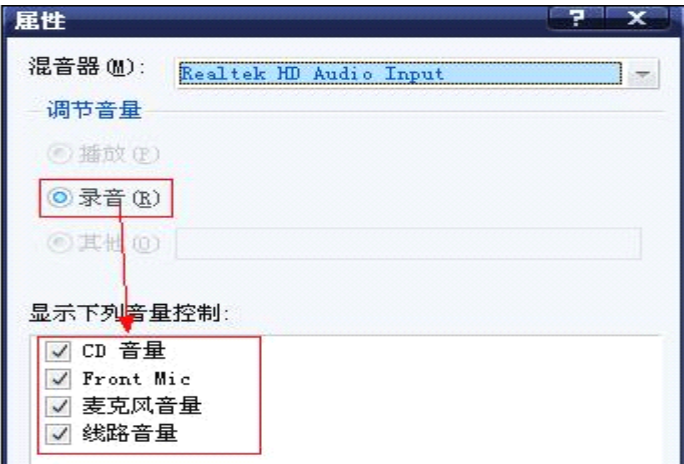 属性
混音器(M):
Realtek HD Audio Input
调节音量
播放(P)
录音(R)
其他(O)
显示下列音量控制:
CD 音量
Front Mic
麦克风音量
线路音量